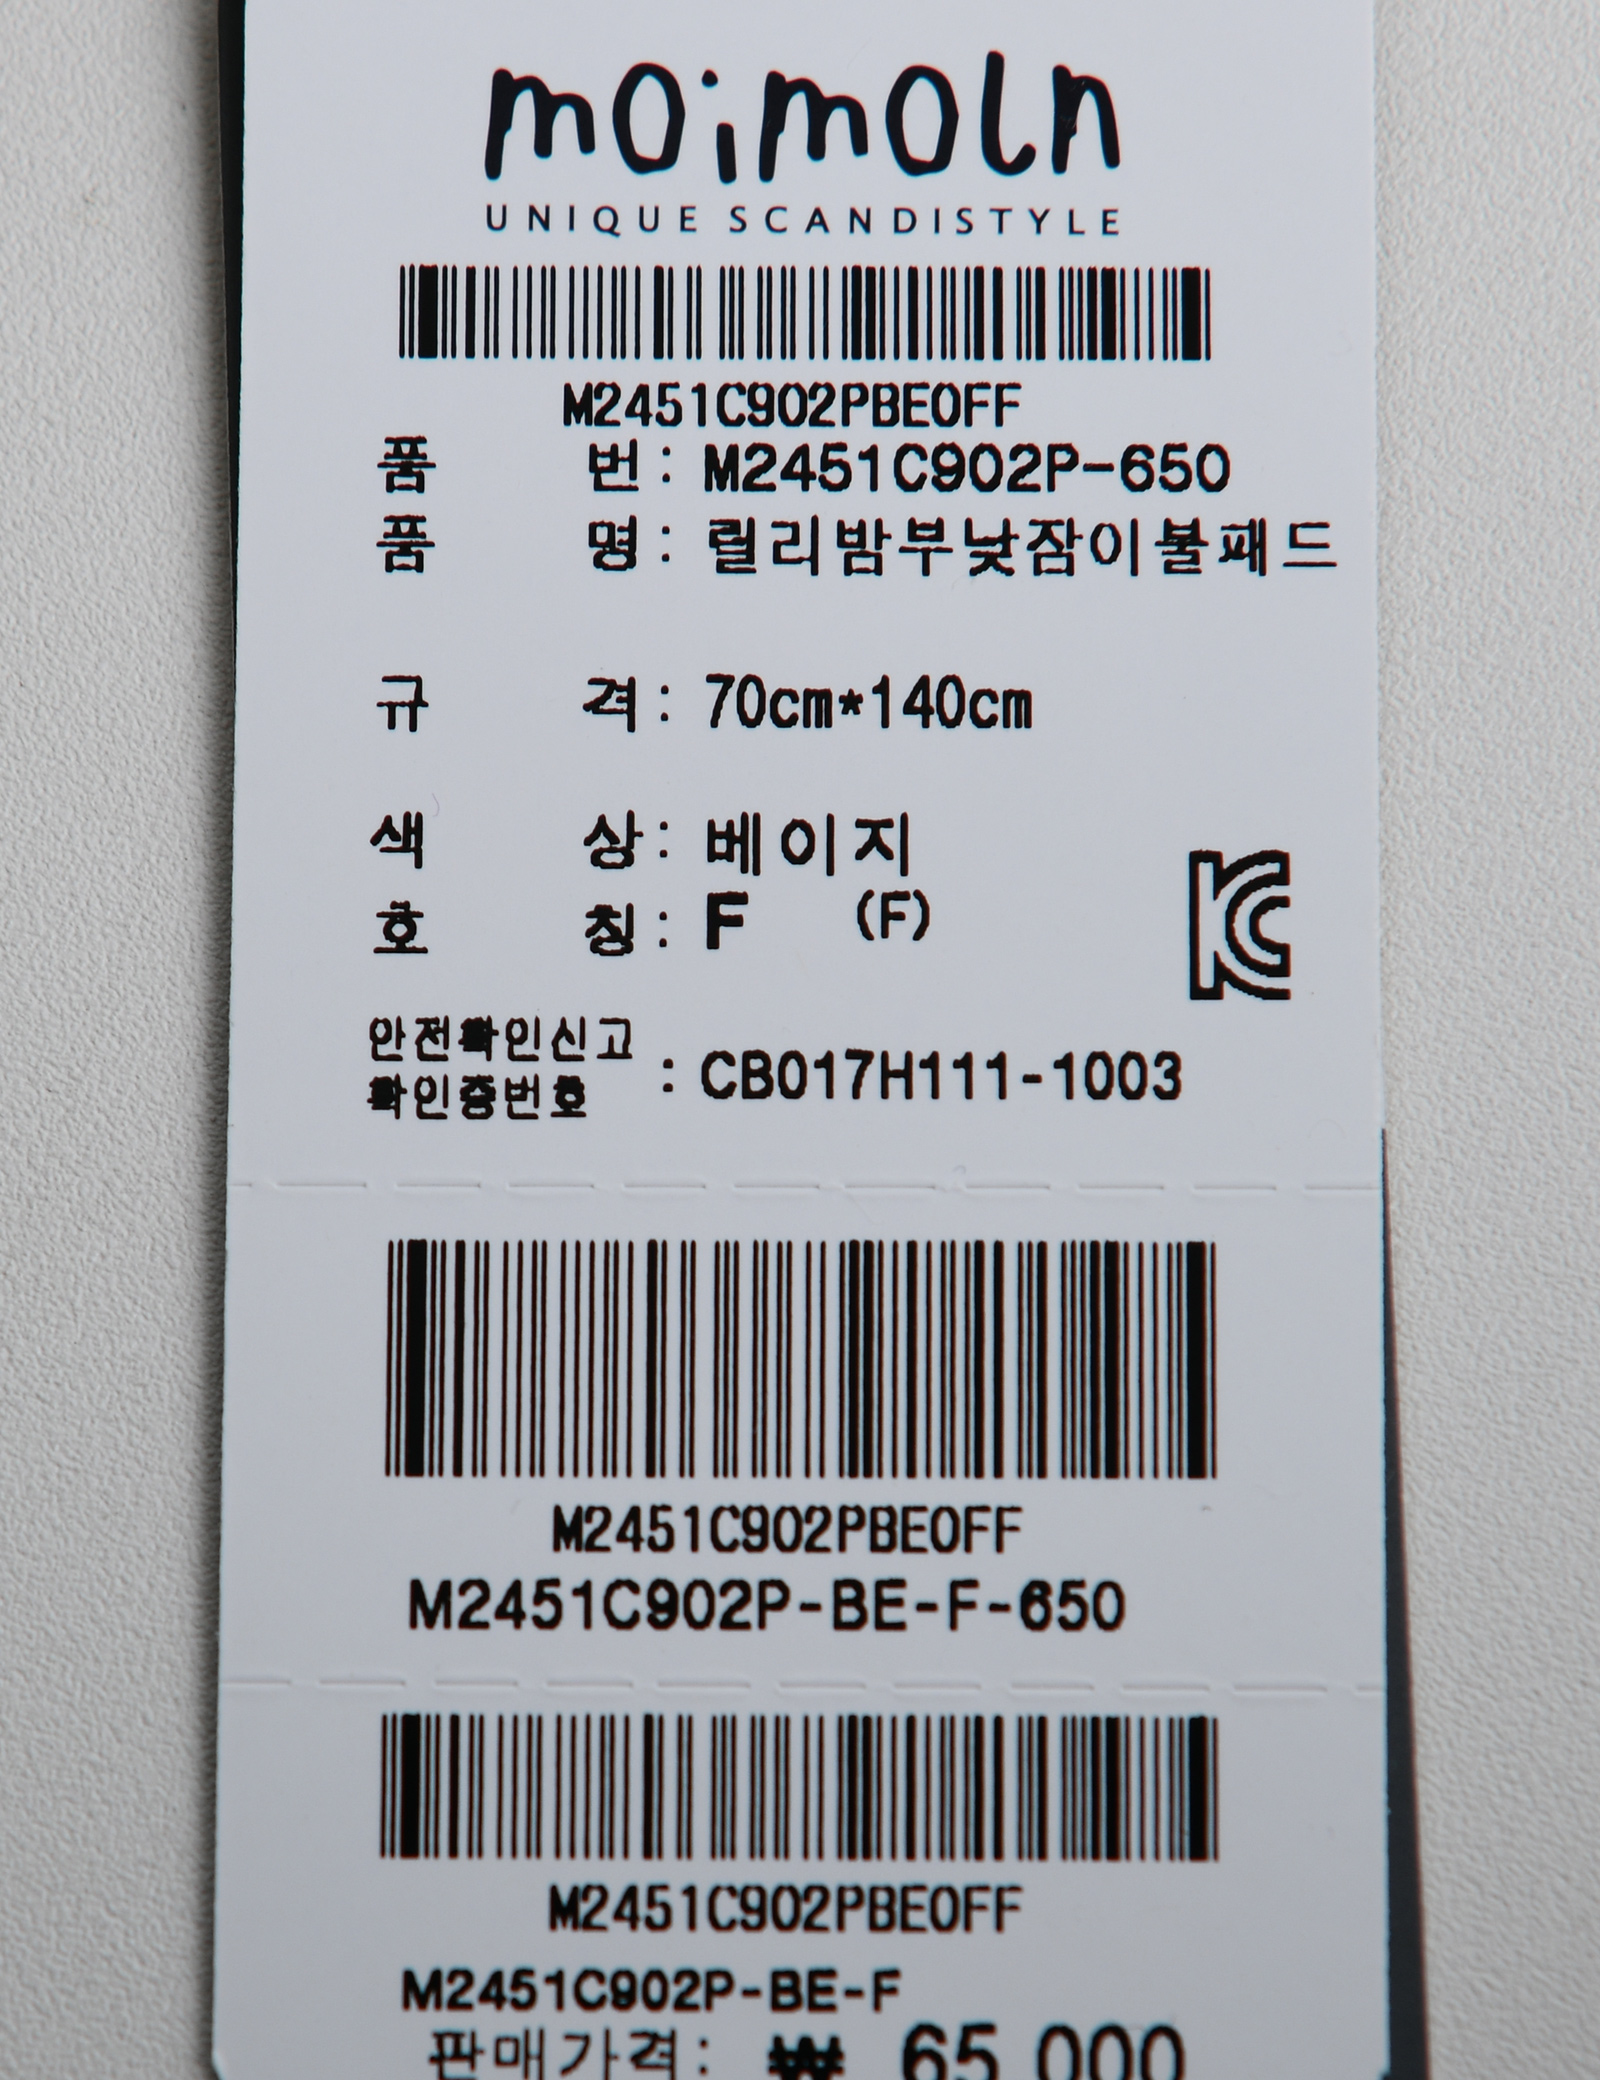 moimoln
UNIQUE SCANDISTYLE
M2451C902PBE0FF
품 번 : M2451C902P-650
품 명 : 릴리밤부낮잠이불패드
규 격 : 70cm*140cm
색 상 : 베이지
호 칭 : F (F)
KC
안전확인신고
확인증번호 : CB017H111-1003
M2451C902PBE0FF
M2451C902P-BE-F-650
M2451C902PBE0FF
M2451C902P-BE-F
판매가격: ₩ 65,000